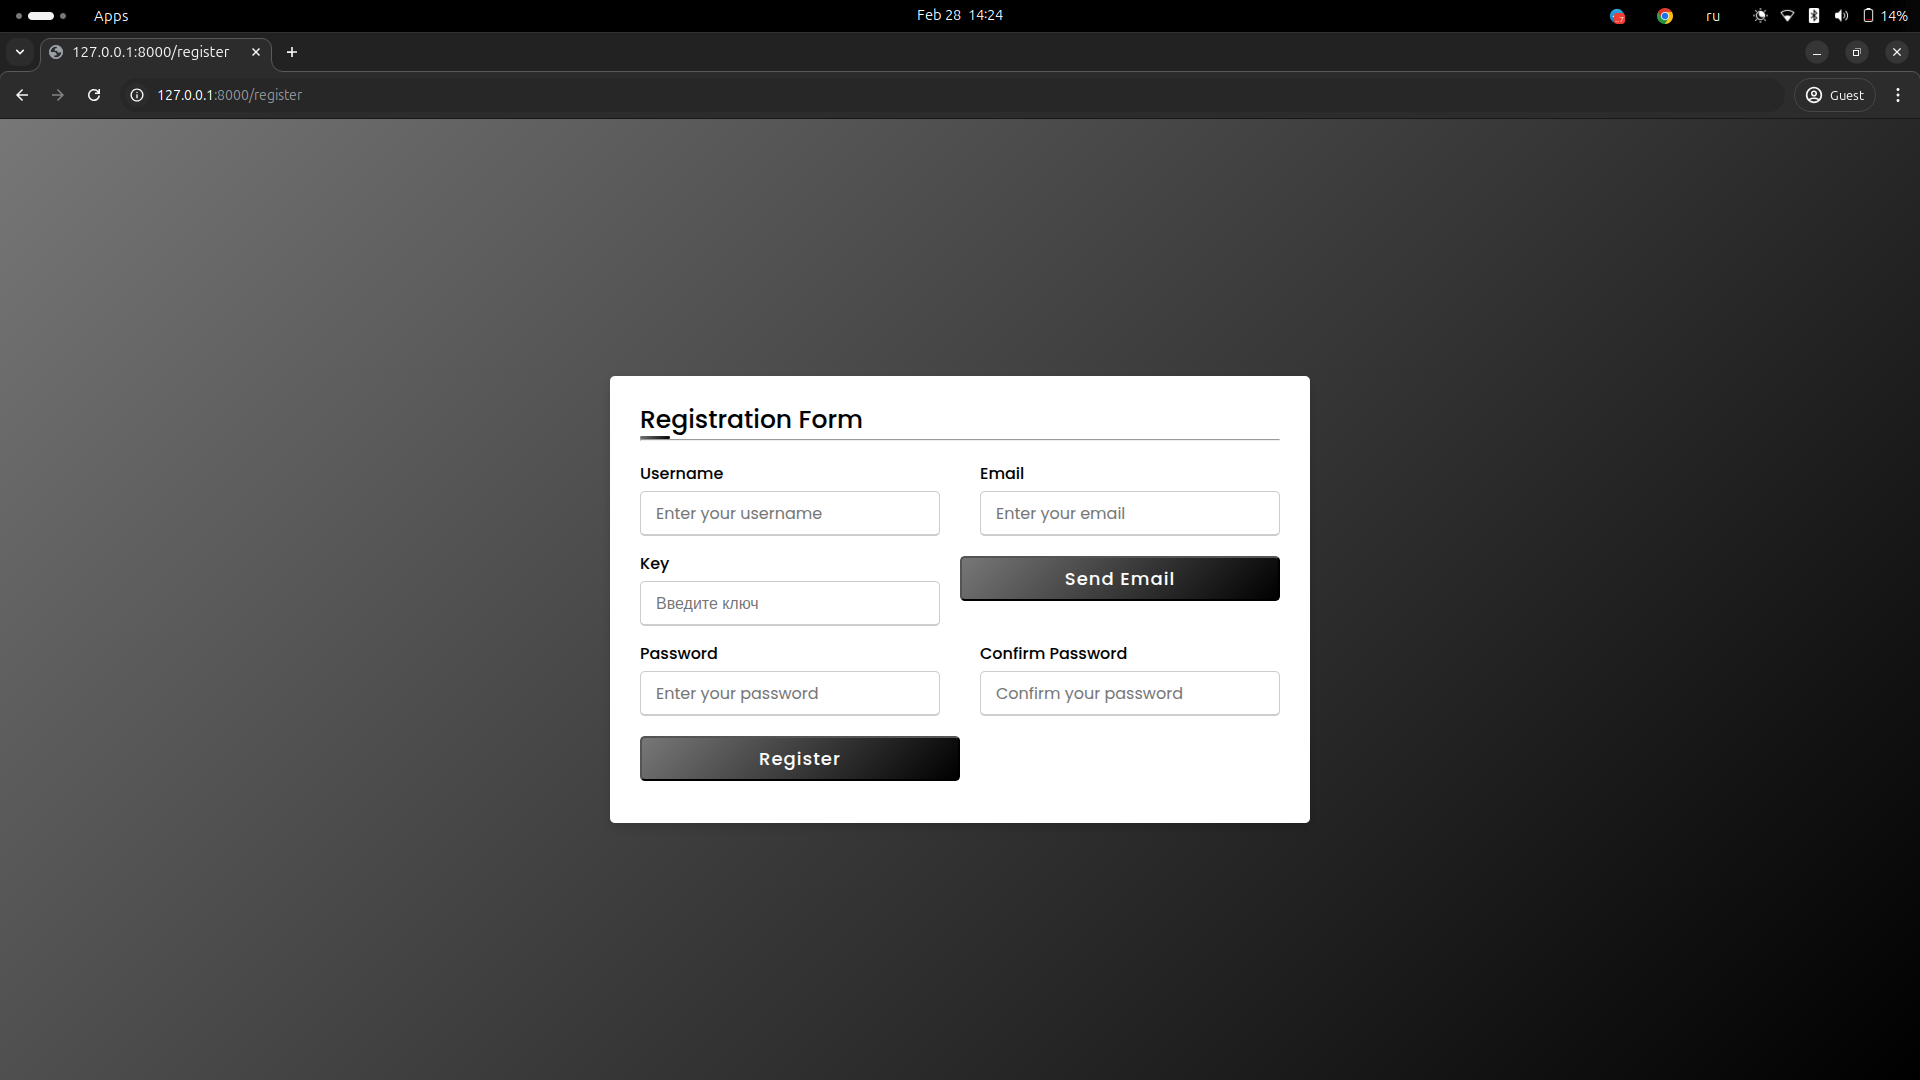 Apps
Feb 28 14:24
ru
14%
127.0.0.1:8000/register
127.0.0.1:8000/register
Guest
Registration Form
Username
Email
Enter your username
Enter your email
Key
Send Email
Введите ключ
Password
Confirm Password
Enter your password
Confirm your password
Register